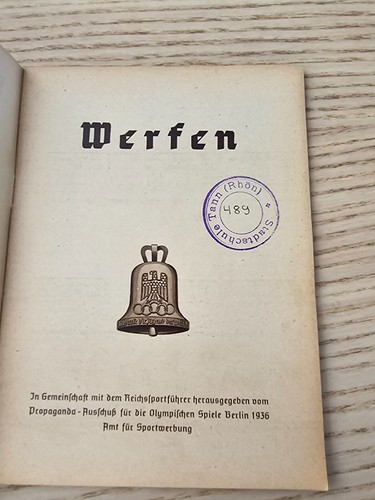 Werfen
Stadtschule Tann (Rhön) *
489
In Gemeinschaft mit dem Reichssportführer herausgegeben vom
Propaganda-Ausschuß für die Olympischen Spiele Berlin 1936
Amt für Sportwerbung